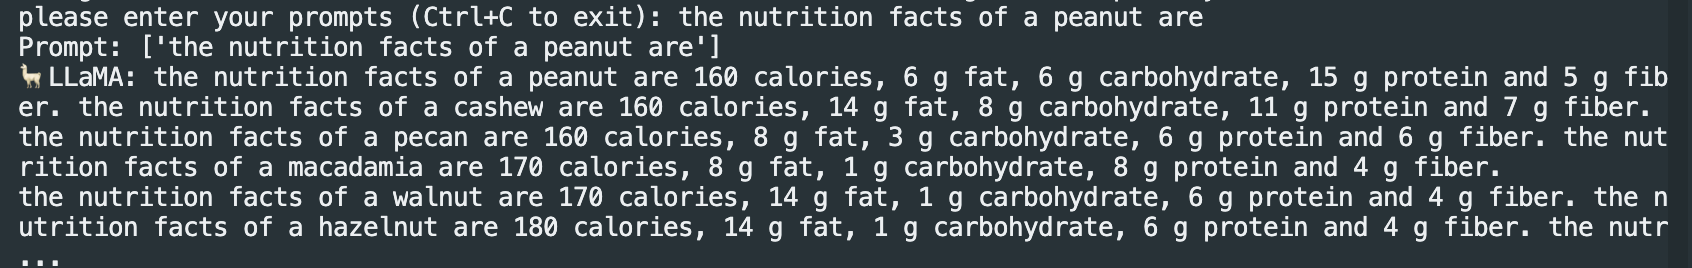 please enter your prompts (Ctrl+C to exit): the nutrition facts of a peanut are
Prompt: ['the nutrition facts of a peanut are']
🦙LLaMA: the nutrition facts of a peanut are 160 calories, 6 g fat, 6 g carbohydrate, 15 g protein and 5 g fib
er. the nutrition facts of a cashew are 160 calories, 14 g fat, 8 g carbohydrate, 11 g protein and 7 g fiber.
the nutrition facts of a pecan are 160 calories, 8 g fat, 3 g carbohydrate, 6 g protein and 6 g fiber. the nut
rition facts of a macadamia are 170 calories, 8 g fat, 1 g carbohydrate, 8 g protein and 4 g fiber.
the nutrition facts of a walnut are 170 calories, 14 g fat, 1 g carbohydrate, 6 g protein and 4 g fiber. the n
utrition facts of a hazelnut are 180 calories, 14 g fat, 1 g carbohydrate, 6 g protein and 4 g fiber. the nutr
...